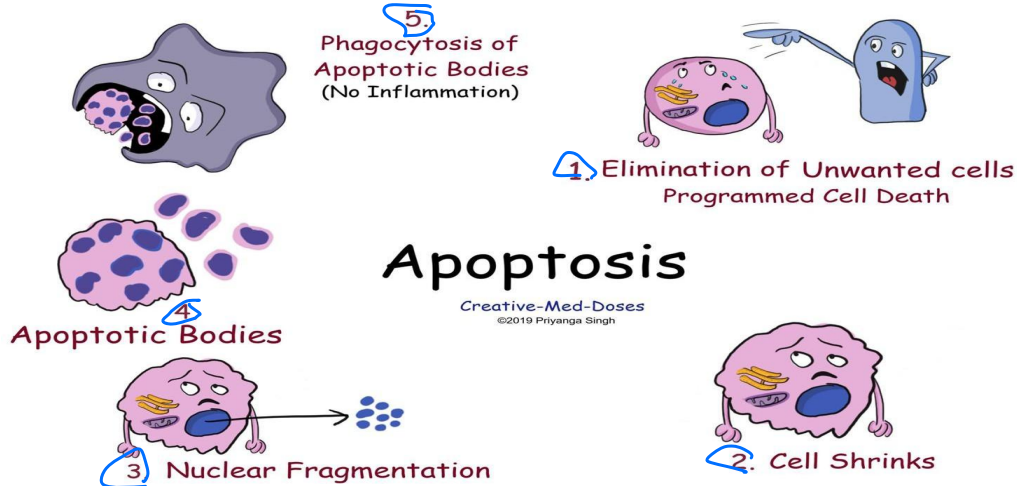 5.
Phagocytosis of
Apoptotic Bodies
(No Inflammation)
1. Elimination of Unwanted cells
Programmed Cell Death
Apoptosis
Creative-Med-Doses
©2019 Priyanga Singh
4
Apoptotic Bodies
3 Nuclear Fragmentation
2. Cell Shrinks